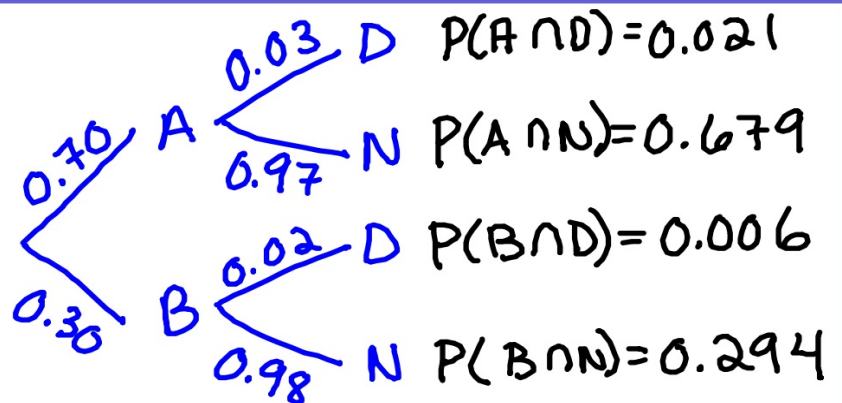 0.03 D P(A∩D)=0.021
0.70 A
0.97 N P(A∩N)=0.679
0.02 D P(B∩D)=0.006
0.30 B
0.98 N P(B∩N)=0.294